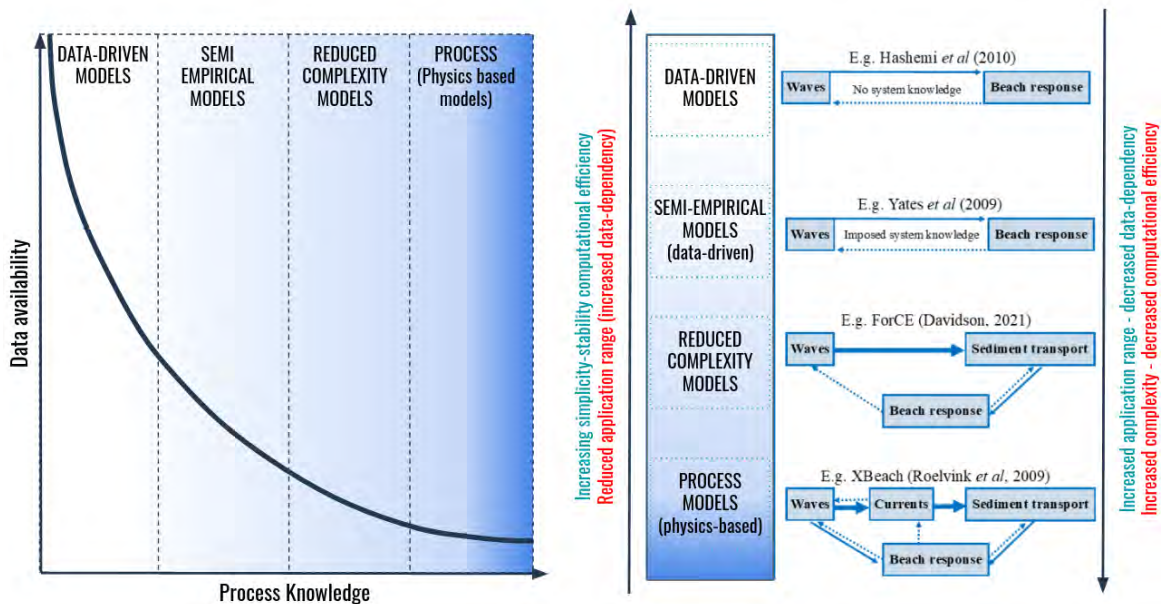 DATA-DRIVEN
MODELS
SEMI
EMPIRICAL
MODELS
REDUCED
COMPLEXITY
MODELS
PROCESS
(Physics based
models)
Data availability
Process Knowledge
Increasing simplicity-stability computational efficiency
Reduced application range (increased data-dependency)
DATA-DRIVEN
MODELS
E.g. Hashemi et al (2010)
Waves
No system knowledge
Beach response
SEMI-EMPIRICAL
MODELS
(data-driven)
E.g. Yates et al (2009)
Waves
Imposed system knowledge
Beach response
REDUCED
COMPLEXITY
MODELS
E.g. ForCE (Davidson, 2021)
Waves
Sediment transport
Beach response
PROCESS
MODELS
(physics-based)
E.g. XBeach (Roelvink et al, 2009)
Waves
Currents
Sediment transport
Beach response
Increased application range - decreased data-dependency
Increased complexity - decreased computational efficiency